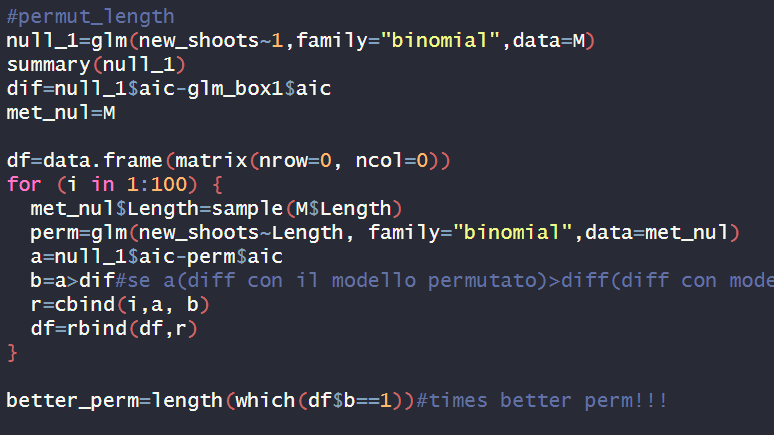 #permut_length
null_1=glm(new_shoots~1,family="binomial",data=M)
summary(null_1)
dif=null_1$aic-glm_box1$aic
met_nul=M
df=data.frame(matrix(nrow=0, ncol=0))
for (i in 1:100) {
met_nul$Length=sample(M$Length)
perm=glm(new_shoots~Length, family="binomial",data=met_nul)
a=null_1$aic-perm$aic
b=a>dif#se a(diff con il modello permutato)>diff(diff con mode
r=cbind(i,a, b)
df=rbind(df,r)
}
better_perm=length(which(df$b==1))#times better perm!!!